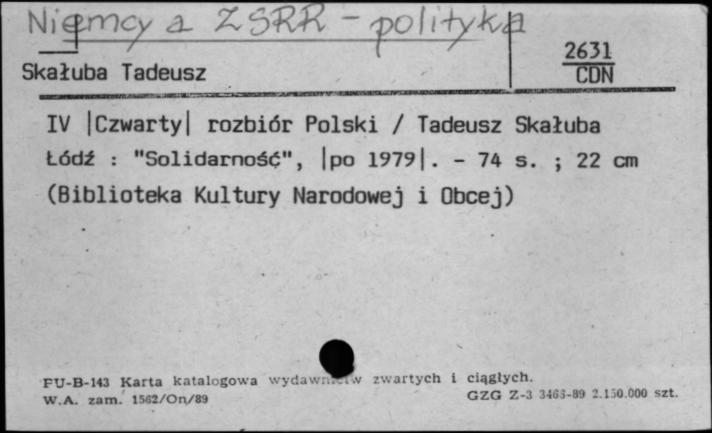 Niemcy a ZSRR - polityka
2631
CDN
Skałuba Tadeusz
IV |Czwarty| rozbiór Polski / Tadeusz Skałuba
Łódź : "Solidarność", |po 1979|. - 74 s. ; 22 cm
(Biblioteka Kultury Narodowej i Obcej)
FU-B-143 Karta katalogowa zwartych i ciągłych.
W.A. zam. 1562/On/89 GZG Z-3 3465-89 2.150.000 szt.